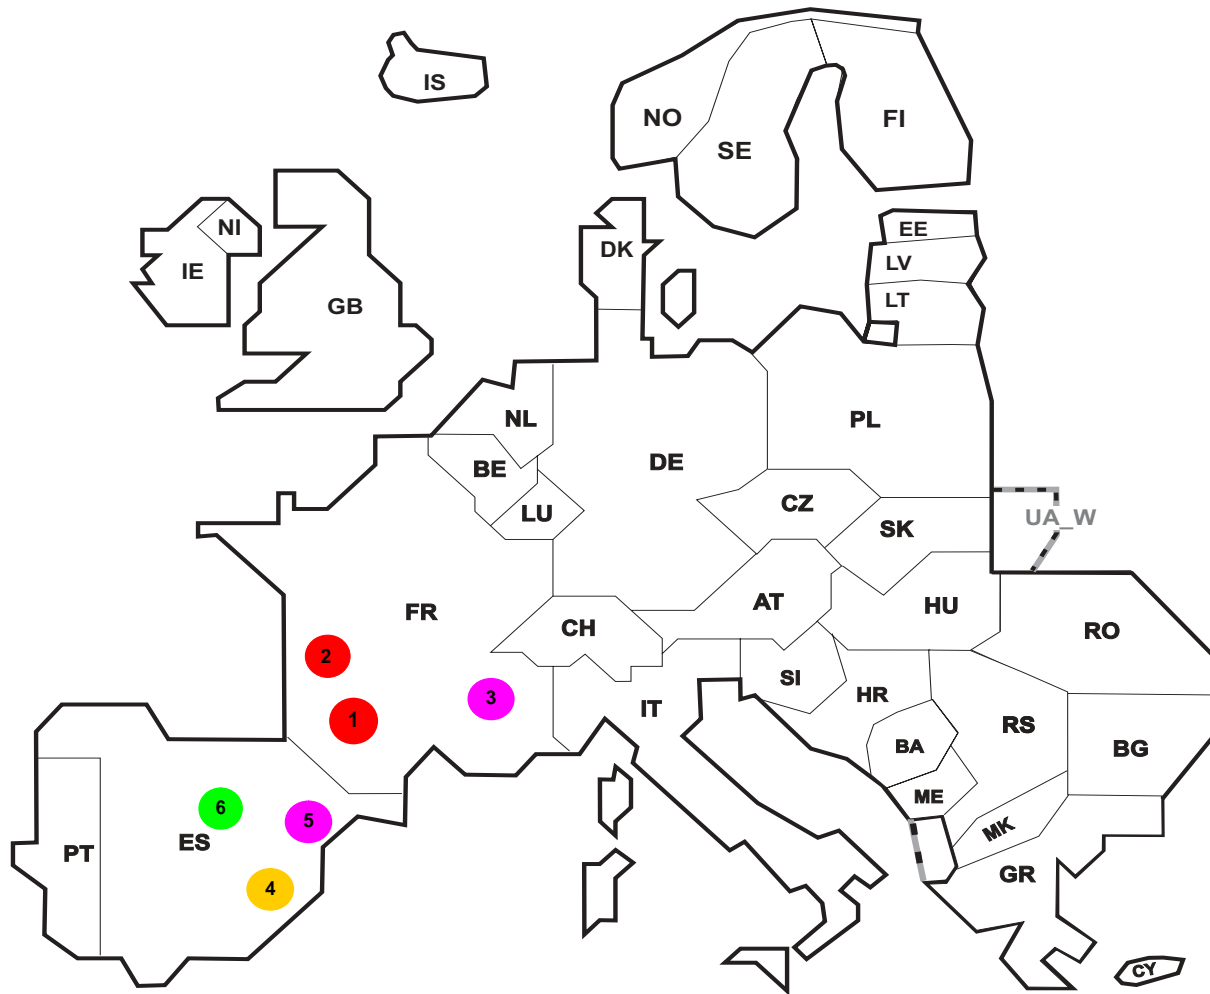 IS
NO
FI
SE
NI
EE
DK
LV
IE
LT
GB
NL
PL
DE
BE
CZ
LU
UA_W
SK
AT
HU
FR
CH
RO
2
SI
HR
3
IT
1
RS
BA
BG
ME
6
5
MK
ES
PT
GR
4
CY